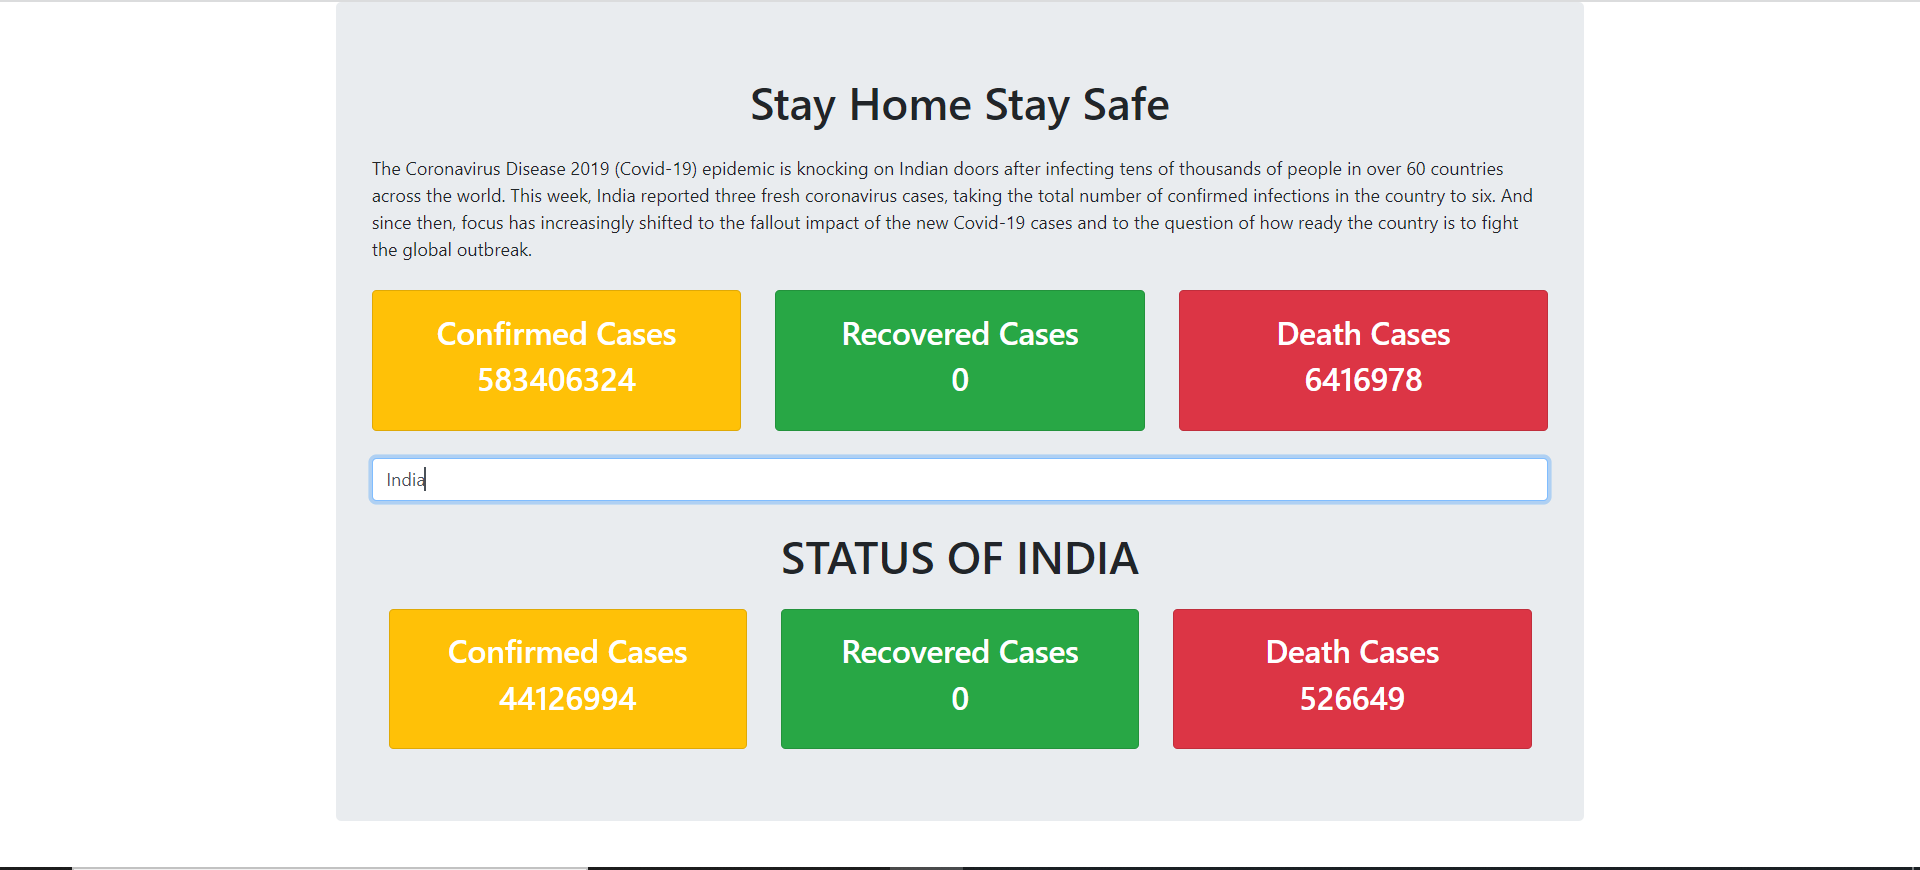 Stay Home Stay Safe
The Coronavirus Disease 2019 (Covid-19) epidemic is knocking on Indian doors after infecting tens of thousands of people in over 60 countries
across the world. This week, India reported three fresh coronavirus cases, taking the total number of confirmed infections in the country to six. And
since then, focus has increasingly shifted to the fallout impact of the new Covid-19 cases and to the question of how ready the country is to fight
the global outbreak.
Confirmed Cases
583406324
Recovered Cases
0
Death Cases
6416978
India
STATUS OF INDIA
Confirmed Cases
44126994
Recovered Cases
0
Death Cases
526649